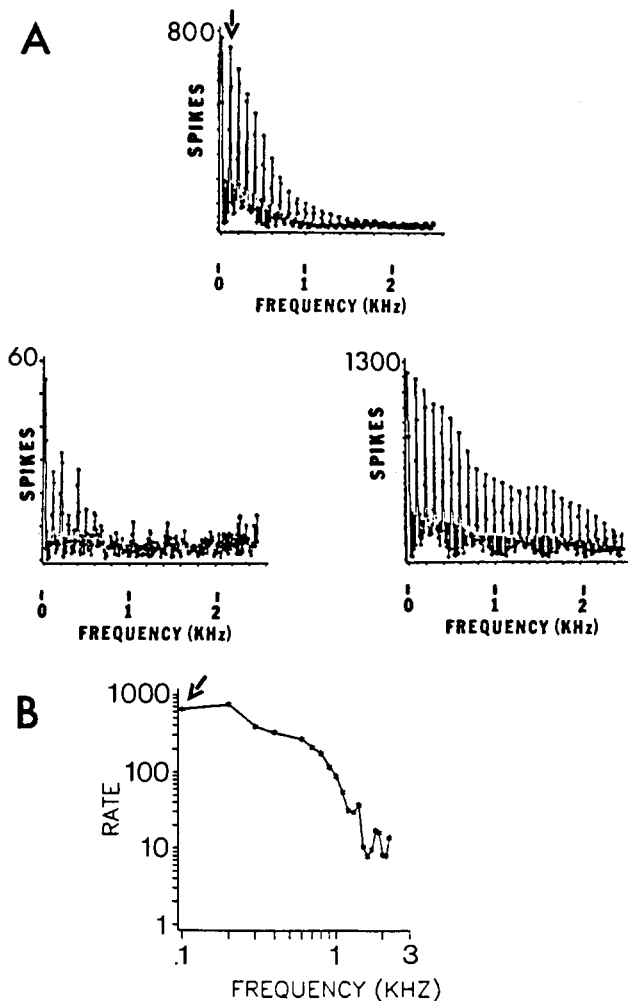 A
800
SPIKES
0 1 2
FREQUENCY (KHz)
60
SPIKES
0 1 2
FREQUENCY (KHz)
1300
SPIKES
0 1 2
FREQUENCY (KHz)
B
1000
100
10
1
RATE
.1 1 3
FREQUENCY (KHZ)